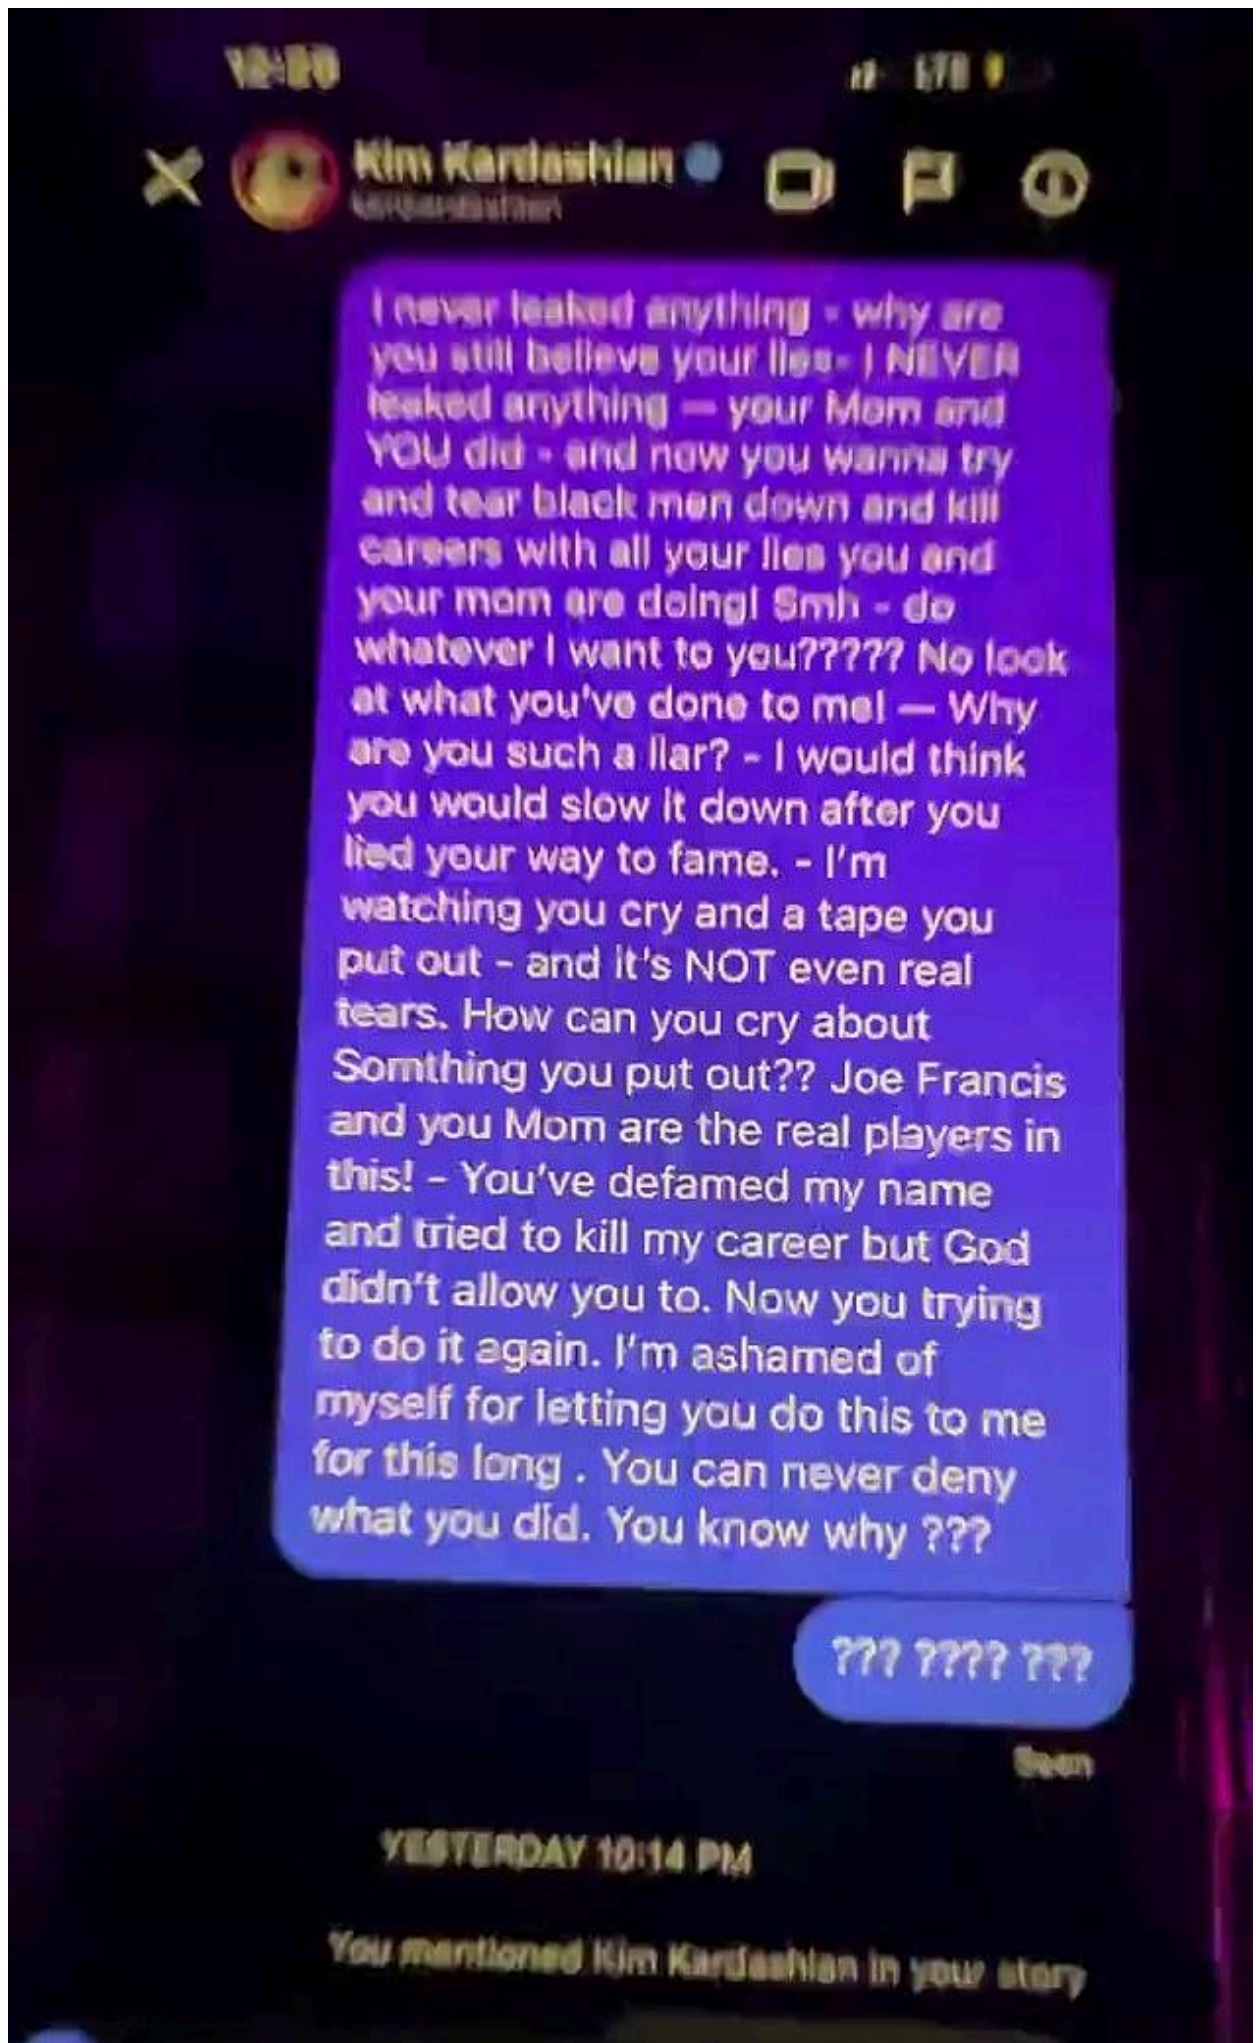 Kim Kardashian
I never leaked anything - why are
you still believe your lies- I NEVER
leaked anything — your Mom and
YOU did - and now you wanna try
and tear black men down and kill
careers with all your lies you and
your mom are doing! Smh - do
whatever I want to you????? No look
at what you've done to me! — Why
are you such a liar? - I would think
you would slow it down after you
lied your way to fame. - I'm
watching you cry and a tape you
put out - and it's NOT even real
tears. How can you cry about
Somthing you put out?? Joe Francis
and you Mom are the real players in
this! - You've defamed my name
and tried to kill my career but God
didn't allow you to. Now you trying
to do it again. I'm ashamed of
myself for letting you do this to me
for this long . You can never deny
what you did. You know why ???
??? ???? ???
Seen
YESTERDAY 10:14 PM
You mentioned Kim Kardashian in your story